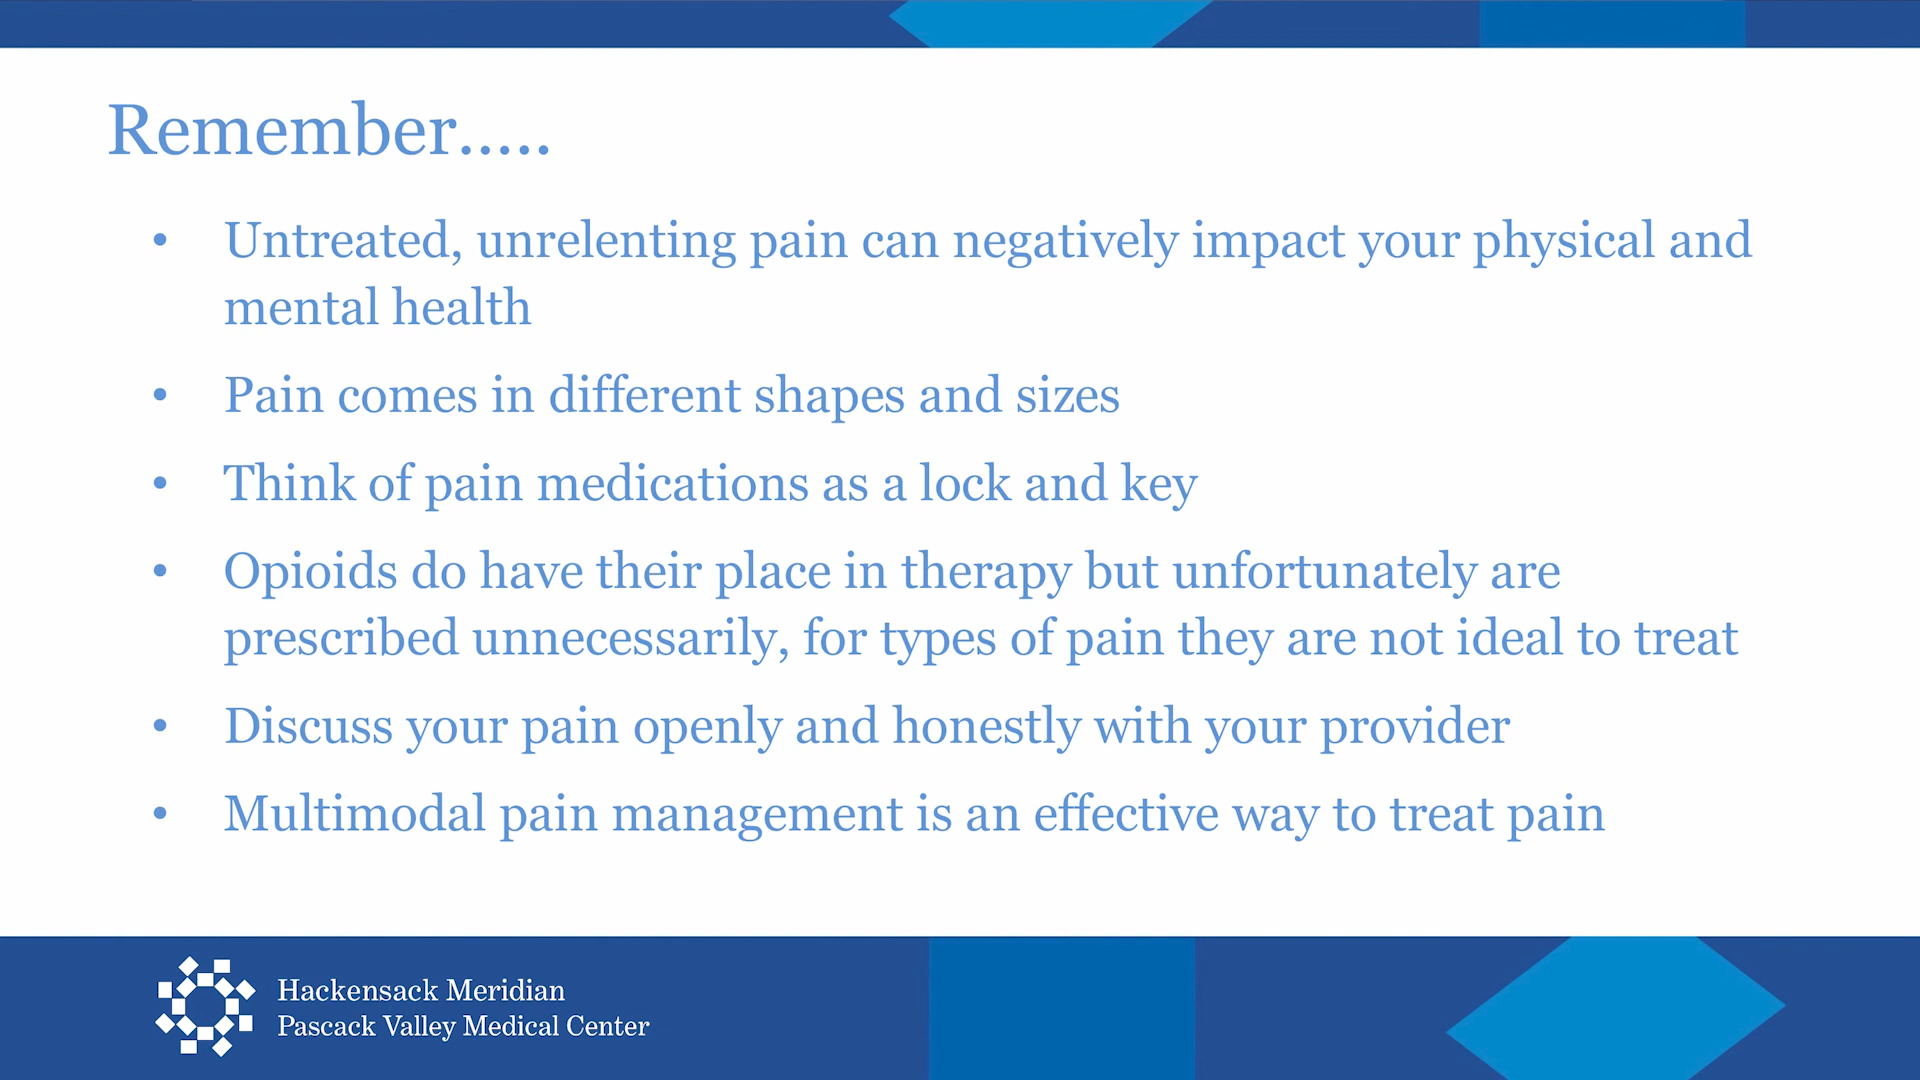 Remember.....
• Untreated, unrelenting pain can negatively impact your physical and
mental health
• Pain comes in different shapes and sizes
• Think of pain medications as a lock and key
• Opioids do have their place in therapy but unfortunately are
prescribed unnecessarily, for types of pain they are not ideal to treat
• Discuss your pain openly and honestly with your provider
• Multimodal pain management is an effective way to treat pain
Hackensack Meridian
Pascack Valley Medical Center